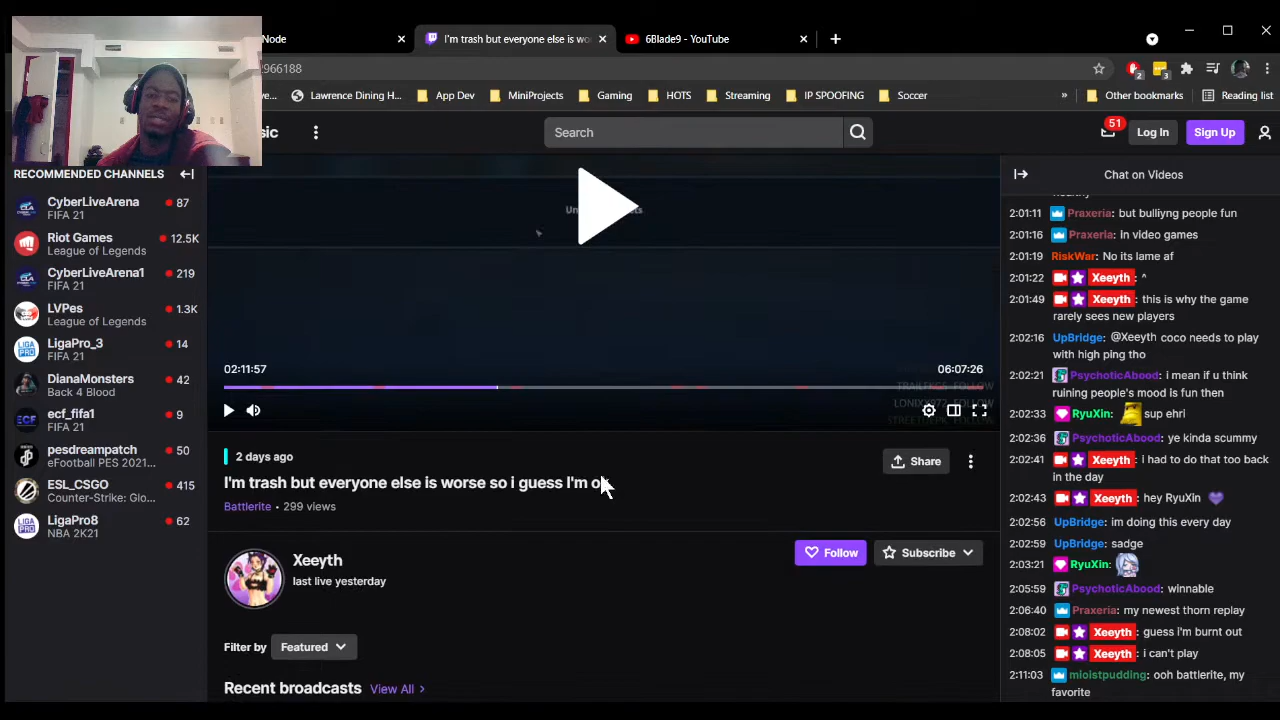 Node
I'm trash but everyone else is wo
6Blade9 - YouTube
2966188
2
3
e...
Lawrence Dining H...
App Dev
MiniProjects
Gaming
HOTS
Streaming
IP SPOOFING
Soccer
»
Other bookmarks
Reading list
sic
Search
51
Log In
Sign Up
RECOMMENDED CHANNELS
CyberLiveArena
FIFA 21
87
Riot Games
League of Legends
12.5K
CyberLiveArena1
FIFA 21
219
LVPes
League of Legends
1.3K
LigaPro_3
FIFA 21
14
DianaMonsters
Back 4 Blood
42
ecf_fifa1
FIFA 21
9
pesdreampatch
eFootball PES 2021...
50
ESL_CSGO
Counter-Strike: Glo...
415
LigaPro8
NBA 2K21
62
02:11:57
06:07:26
2 days ago
I'm trash but everyone else is worse so i guess I'm ok
Battlerite • 299 views
Share
Xeeyth
last live yesterday
Follow
Subscribe
Filter by
Featured
Recent broadcasts
View All
Chat on Videos
2:01:11 Praxeria: but bulliyng people fun
2:01:16 Praxeria: in video games
2:01:19 RiskWar: No its lame af
2:01:22 Xeeyth : ^
2:01:49 Xeeyth : this is why the game
rarely sees new players
2:02:16 UpBridge: @Xeeyth coco needs to play
with high ping tho
2:02:21 PsychoticAbood: i mean if u think
ruining people's mood is fun then
2:02:33 RyuXin: sup ehri
2:02:36 PsychoticAbood: ye kinda scummy
2:02:41 Xeeyth : i had to do that too back
in the day
2:02:43 Xeeyth : hey RyuXin
2:02:56 UpBridge: im doing this every day
2:02:59 UpBridge: sadge
2:03:21 RyuXin:
2:05:59 PsychoticAbood: winnable
2:06:40 Praxeria: my newest thorn replay
2:08:02 Xeeyth : guess i'm burnt out
2:08:05 Xeeyth : i can't play
2:11:03 mioistpudding: ooh battlerite, my
favorite